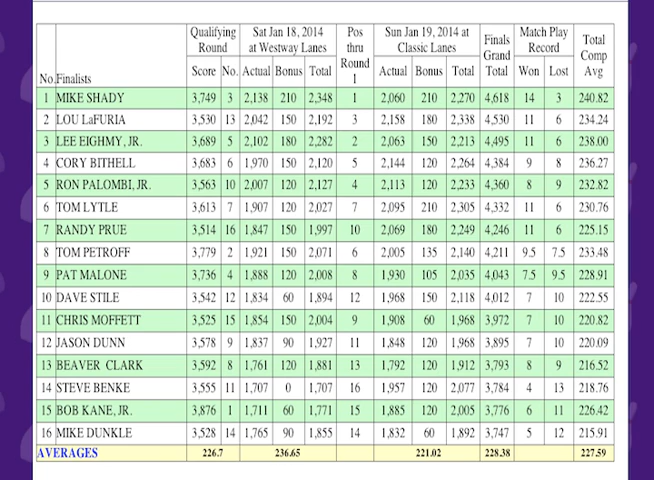 Qualifying Round Sat Jan 18, 2014 at Westway Lanes Pos thru Round 1 Sun Jan 19, 2014 at Classic Lanes Finals Grand Total Match Play Record Total Comp Avg
No. Finalists Score No. Actual Bonus Total Actual Bonus Total Won Lost
1 MIKE SHADY 3,749 3 2,138 210 2,348 1 2,060 210 2,270 4,618 14 3 240.82
2 LOU LaFURIA 3,530 13 2,042 150 2,192 3 2,158 180 2,338 4,530 11 6 234.24
3 LEE EIGHMY, JR. 3,689 5 2,102 180 2,282 2 2,063 150 2,213 4,495 11 6 238.00
4 CORY BITHELL 3,683 6 1,970 150 2,120 5 2,144 120 2,264 4,384 9 8 236.27
5 RON PALOMBI, JR. 3,563 10 2,007 120 2,127 4 2,113 120 2,233 4,360 8 9 232.82
6 TOM LYTLE 3,613 7 1,907 120 2,027 7 2,095 210 2,305 4,332 11 6 230.76
7 RANDY PRUE 3,514 16 1,847 150 1,997 10 2,069 180 2,249 4,246 11 6 225.15
8 TOM PETROFF 3,779 2 1,921 150 2,071 6 2,005 135 2,140 4,211 9.5 7.5 233.48
9 PAT MALONE 3,736 4 1,888 120 2,008 8 1,930 105 2,035 4,043 7.5 9.5 228.91
10 DAVE STILE 3,542 12 1,834 60 1,894 12 1,968 150 2,118 4,012 7 10 222.55
11 CHRIS MOFFETT 3,525 15 1,854 150 2,004 9 1,908 60 1,968 3,972 7 10 220.82
12 JASON DUNN 3,578 9 1,837 90 1,927 11 1,848 120 1,968 3,895 7 10 220.09
13 BEAVER CLARK 3,592 8 1,761 120 1,881 13 1,792 120 1,912 3,793 8 9 216.52
14 STEVE BENKE 3,555 11 1,707 0 1,707 16 1,957 120 2,077 3,784 4 13 218.76
15 BOB KANE, JR. 3,876 1 1,711 60 1,771 15 1,885 120 2,005 3,776 6 11 226.42
16 MIKE DUNKLE 3,528 14 1,765 90 1,855 14 1,832 60 1,892 3,747 5 12 215.91
AVERAGES 226.7 236.65 221.02 228.38 227.59